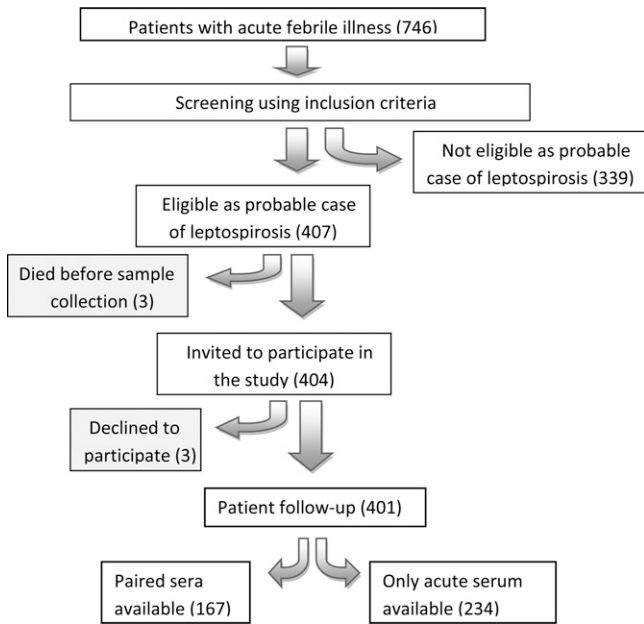 Patients with acute febrile illness (746)
Screening using inclusion criteria
Not eligible as probable
case of leptospirosis (339)
Eligible as probable case
of leptospirosis (407)
Died before sample
collection (3)
Invited to participate in
the study (404)
Declined to
participate (3)
Patient follow-up (401)
Paired sera
available (167)
Only acute serum
available (234)